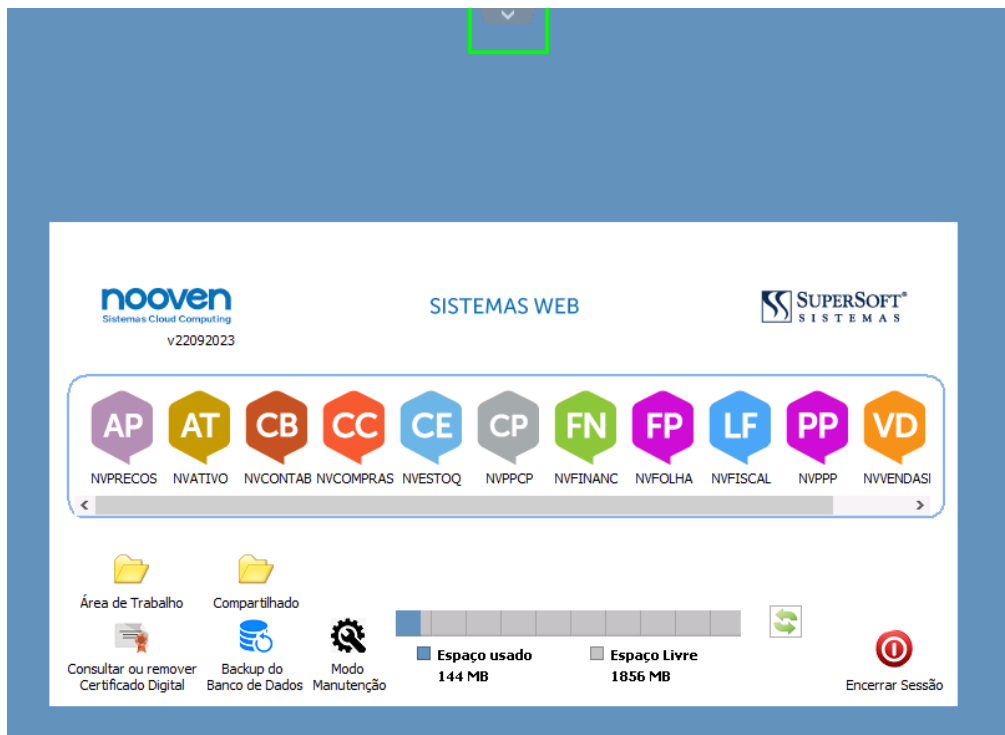 nooven
Sistemas Cloud Computing
v22092023
SISTEMAS WEB
SUPERSOFT®
SISTEMAS
AP AT CB CC CE CP FN FP LF PP VD
NVPRECOS NVATIVO NVCONTAB NVCOMPRAS NVESTOQ NVPPCP NVFINANC NVFOLHA NVFISCAL NVPPP NVVENDASI
Área de Trabalho Compartilhado
Consultar ou remover
Certificado Digital
Backup do
Banco de Dados
Modo
Manutenção
Espaço usado
144 MB
Espaço Livre
1856 MB
Encerrar Sessão